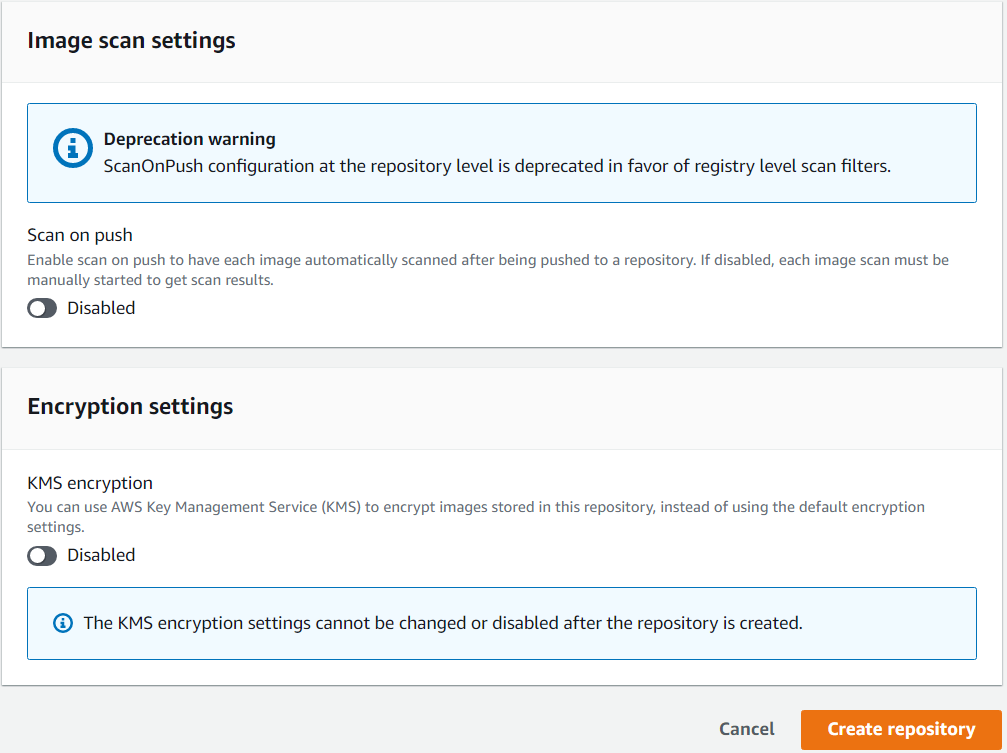 Image scan settings
Deprecation warning
ScanOnPush configuration at the repository level is deprecated in favor of registry level scan filters.
Scan on push
Enable scan on push to have each image automatically scanned after being pushed to a repository. If disabled, each image scan must be
manually started to get scan results.
Disabled
Encryption settings
KMS encryption
You can use AWS Key Management Service (KMS) to encrypt images stored in this repository, instead of using the default encryption
settings.
Disabled
The KMS encryption settings cannot be changed or disabled after the repository is created.
Cancel
Create repository